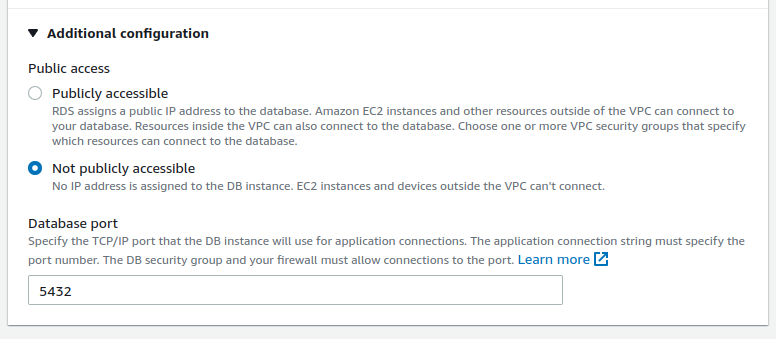 Additional configuration
Public access
Publicly accessible
RDS assigns a public IP address to the database. Amazon EC2 instances and other resources outside of the VPC can connect to
your database. Resources inside the VPC can also connect to the database. Choose one or more VPC security groups that specify
which resources can connect to the database.
Not publicly accessible
No IP address is assigned to the DB instance. EC2 instances and devices outside the VPC can't connect.
Database port
Specify the TCP/IP port that the DB instance will use for application connections. The application connection string must specify the
port number. The DB security group and your firewall must allow connections to the port. Learn more
5432